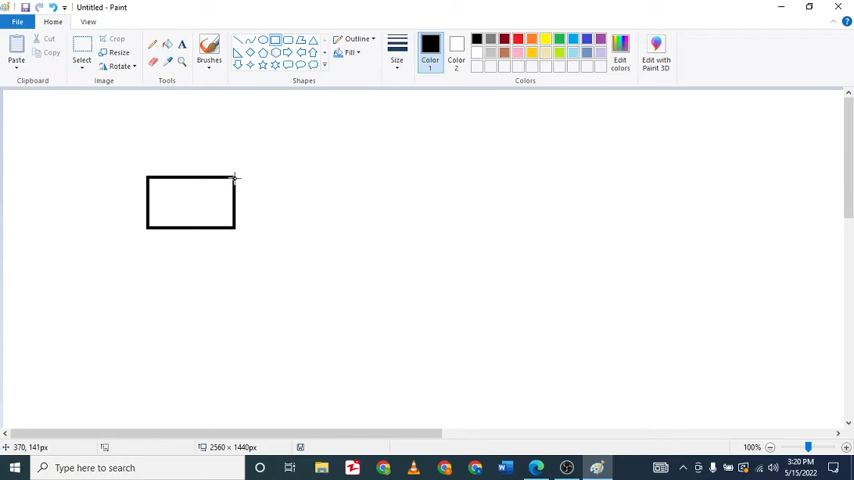 Untitled - Paint
File Home View
Paste
Cut
Copy
Clipboard
Select
Crop
Resize
Rotate
Image
A
Tools
Brushes
Outline
Fill
Shapes
Size
Color 1
Color 2
Edit colors
Colors
Edit with Paint 3D
370, 141px
2560 × 1440px
100%
Type here to search
W
3:20 PM
5/15/2022